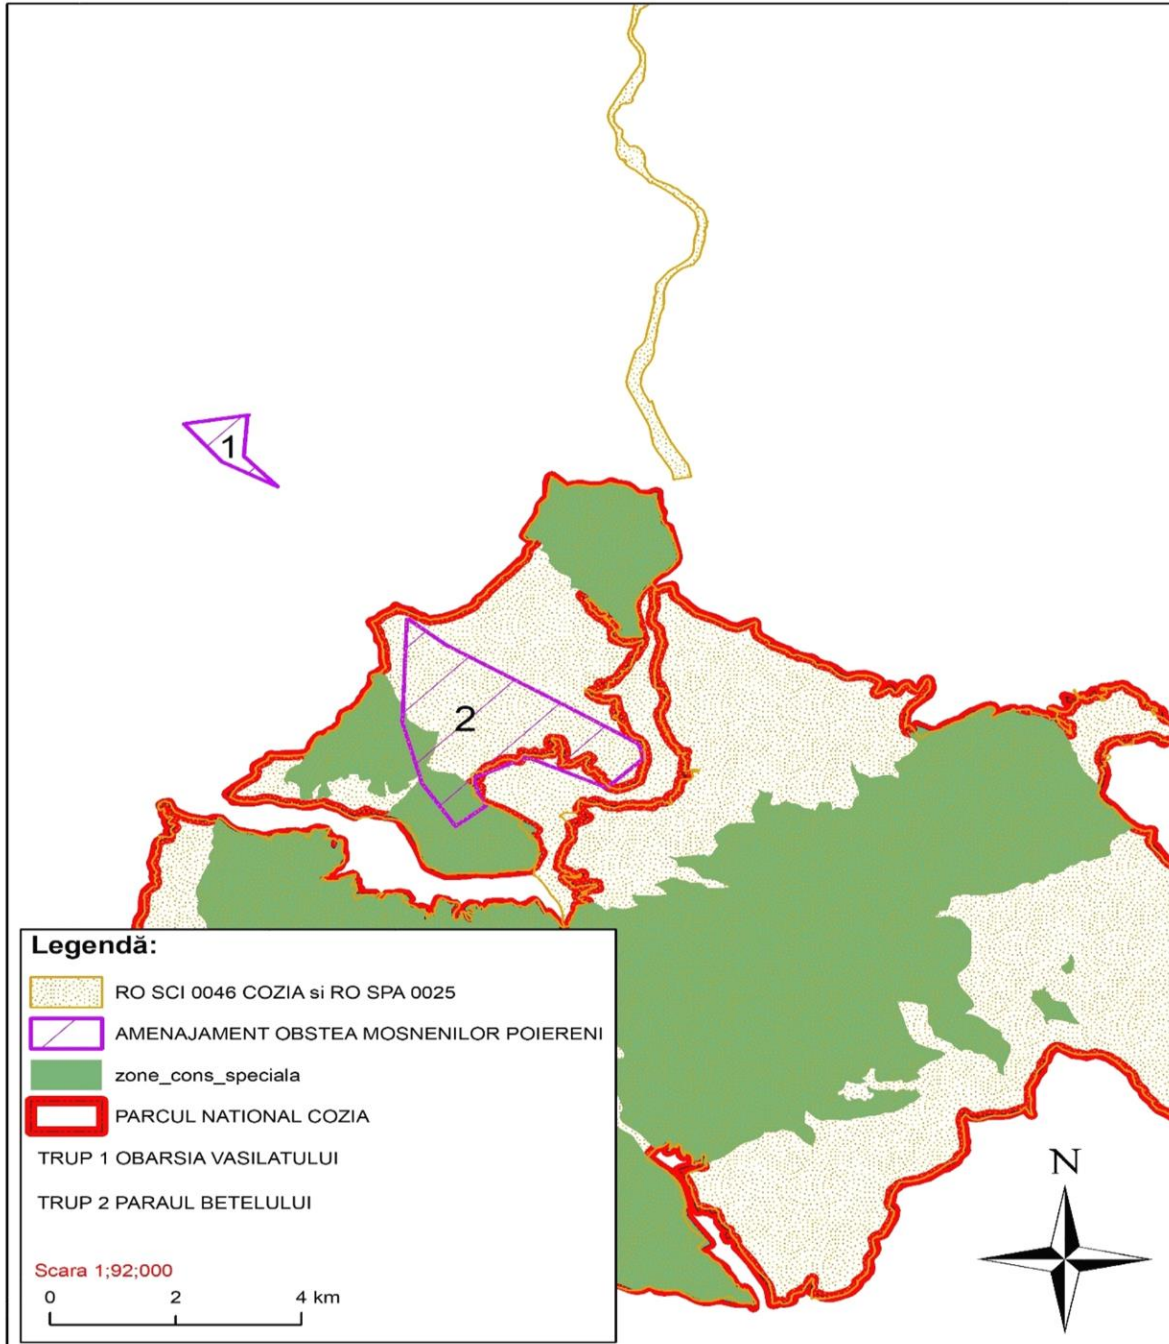 1
2
Legendă:
RO SCI 0046 COZIA si RO SPA 0025
AMENAJAMENT OBSTEA MOSNENILOR POIERENI
zone_cons_speciala
PARCUL NATIONAL COZIA
TRUP 1 OBARSIA VASILATULUI
TRUP 2 PARAUL BETELULUI
Scara 1;92;000
0 2 4 km
N